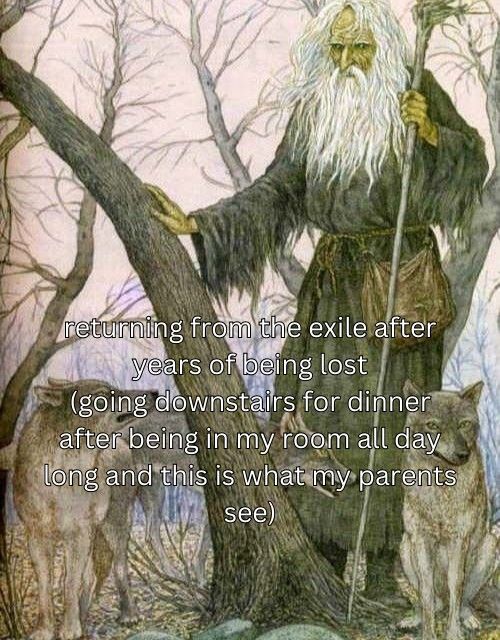 returning from the exile after
years of being lost
(going downstairs for dinner
after being in my room all day
long and this is what my parents
see)